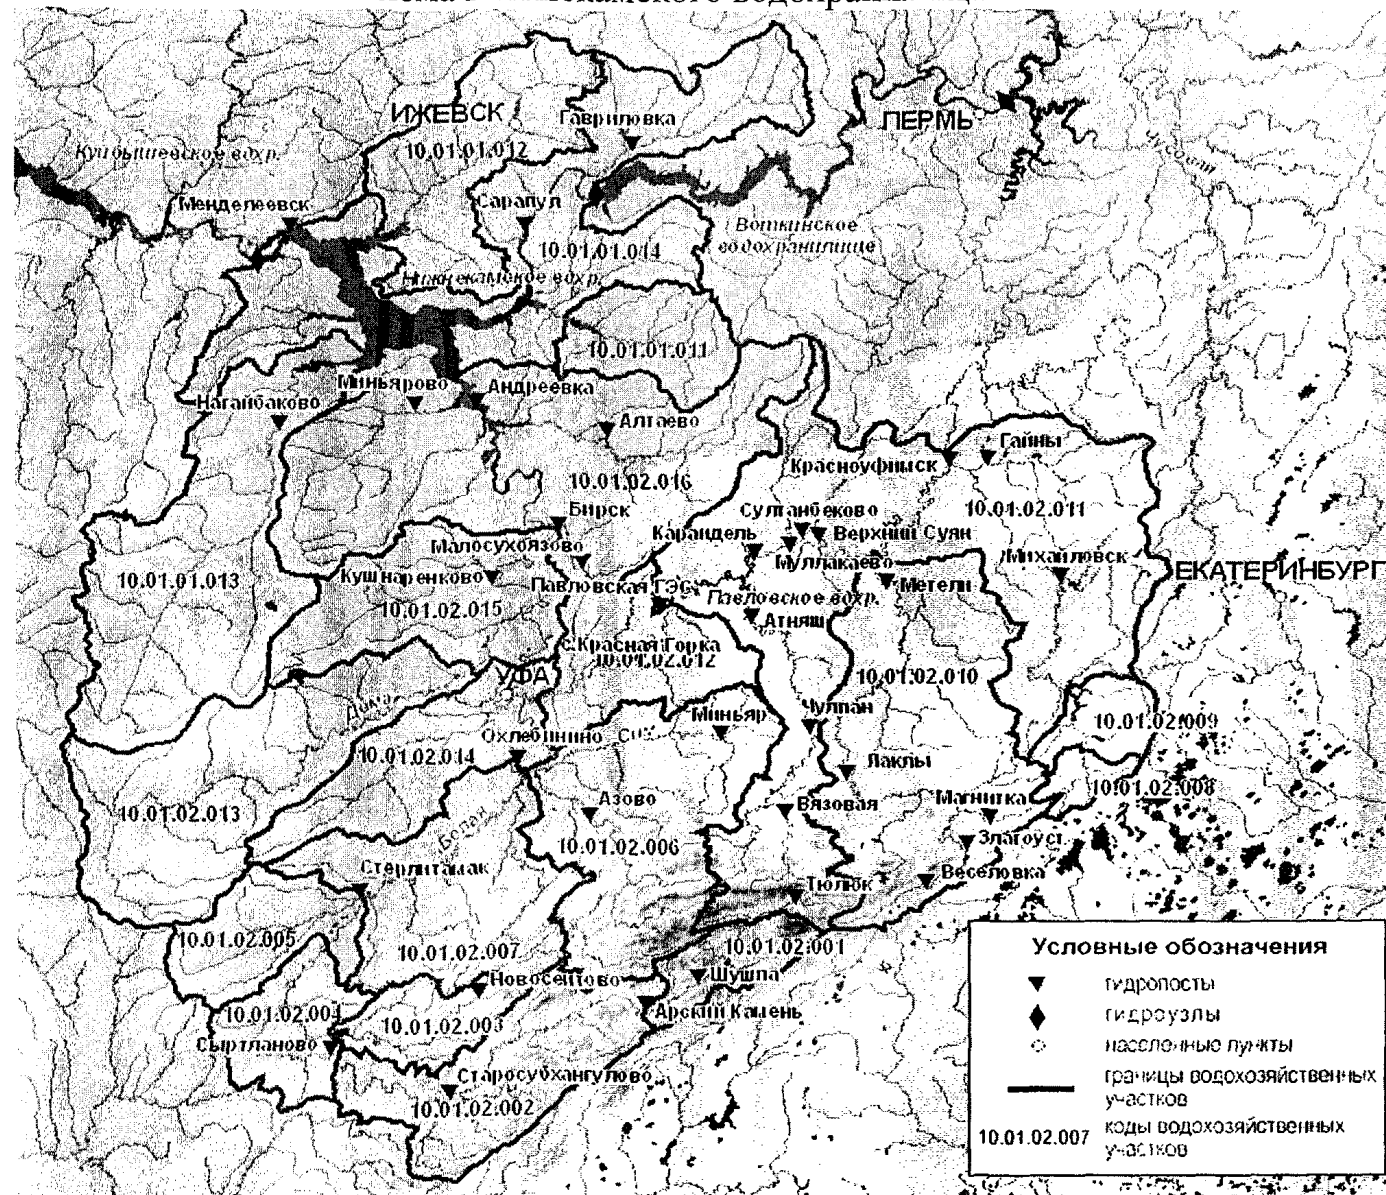 ИЖЕВСК
Гавриловка
ПЕРМЬ
10.01.01.012
Куйбышевское вдхр.
Чусовая
Менделеевск
Сарапул
Воткинское
водохранилище
10.01.01.014
Нижнекамское вохр.
10.01.01.011
Миньярово
Андреевка
Нагайбаково
Алтаево
Гайны
Красноуфимск
10.01.02.016
Султанбеково
10.01.02.011
Бирск
Карандель
Верхний Суян
Малосухоязово
Муллакаево
Михайловск
ЕКАТЕРИНБУРГ
10.01.01.013
Кушнаренково
Павловская ГЭС
Метели
10.01.02.015
Павловское вохр.
Атняш
с.Красная Горка
10.01.02.012
УФА
10.01.02.010
Дема
Миньяр
Чулпан
10.01.02.009
Охлебинино
10.01.02.014
Лаклы
10.01.02.008
10.01.02.013
Азово
Вязовая
Магнитка
10.01.02.006
Златоуст
Стерлитамак
Тюлюк
Веселовка
10.01.02.005
10.01.02.007
10.01.02.001
Новосеитово
Шушпа
10.01.02.004
10.01.02.003
Арский Камень
Сыртланово
Старосубхангулово
10.01.02.002
Условные обозначения
гидропосты
гидроузлы
населенные пункты
границы водохозяйственных
участков
10.01.02.007 коды водохозяйственных
участков